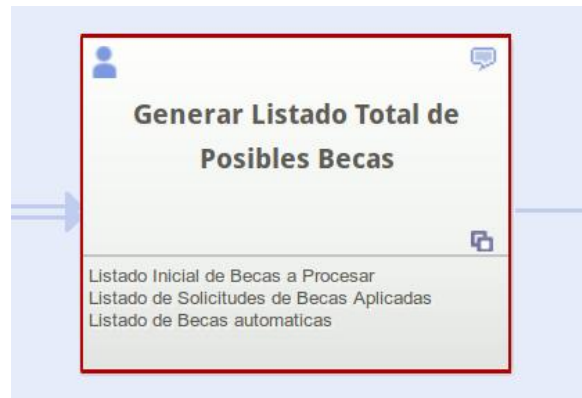 Generar Listado Total de
Posibles Becas
Listado Inicial de Becas a Procesar
Listado de Solicitudes de Becas Aplicadas
Listado de Becas automaticas